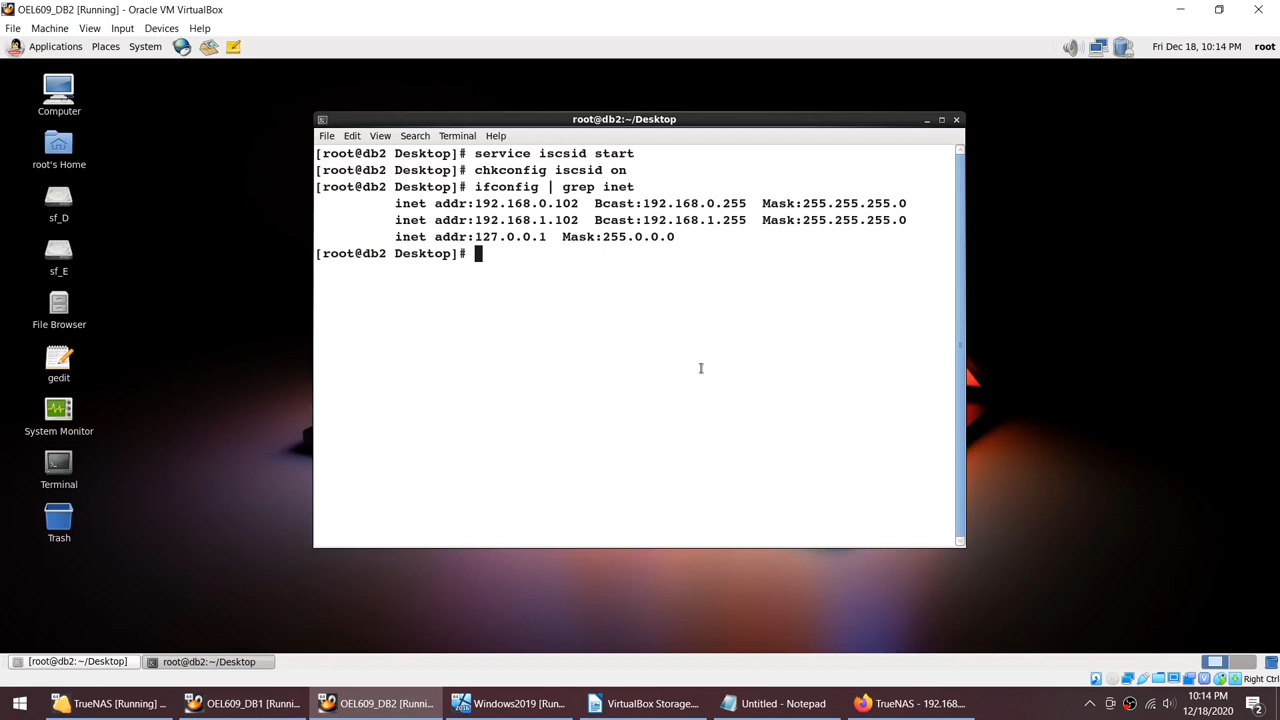 OEL609_DB2 [Running] - Oracle VM VirtualBox
File Machine View Input Devices Help
Applications Places System
Fri Dec 18, 10:14 PM root
Computer
root's Home
sf_D
sf_E
File Browser
gedit
System Monitor
Terminal
Trash
root@db2:~/Desktop
File Edit View Search Terminal Help
[root@db2 Desktop]# service iscsid start
[root@db2 Desktop]# chkconfig iscsid on
[root@db2 Desktop]# ifconfig | grep inet
inet addr:192.168.0.102 Bcast:192.168.0.255 Mask:255.255.255.0
inet addr:192.168.1.102 Bcast:192.168.1.255 Mask:255.255.255.0
inet addr:127.0.0.1 Mask:255.0.0.0
[root@db2 Desktop]#
[root@db2:~/Desktop] root@db2:~/Desktop
Right Ctrl
TrueNAS [Running] ... OEL609_DB1 [Runni... OEL609_DB2 [Runni... Windows2019 [Run... VirtualBox Storage.... Untitled - Notepad TrueNAS - 192.168....
10:14 PM
12/18/2020
2